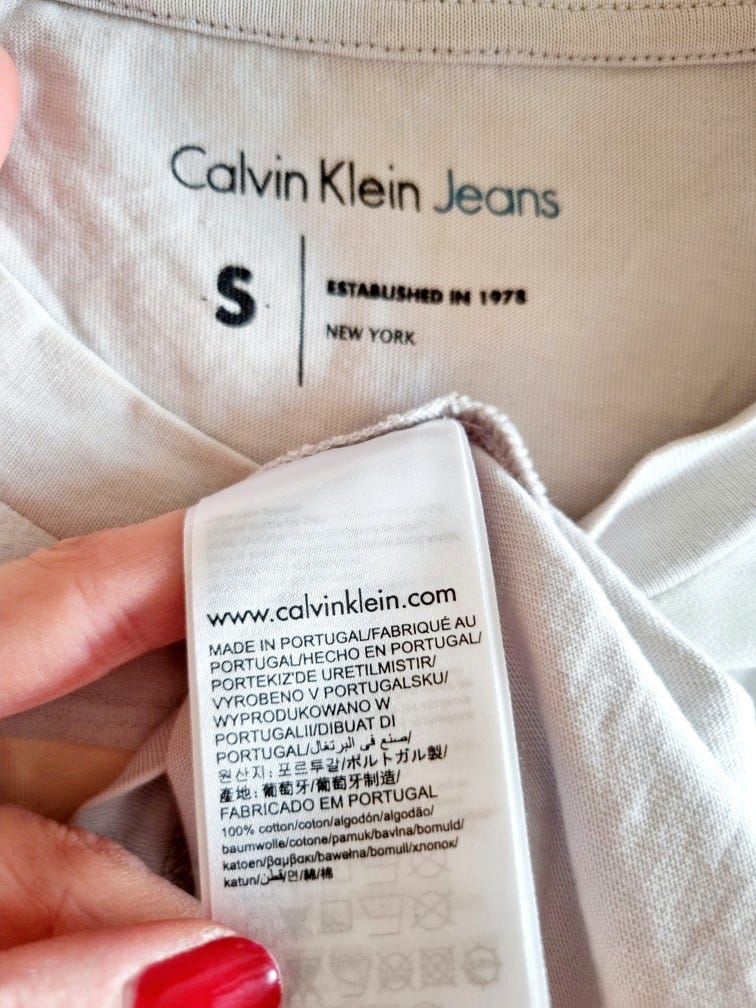 Calvin Klein Jeans
S
ESTABLISHED IN 1978
NEW YORK
www.calvinklein.com
MADE IN PORTUGAL/FABRIQUÉ AU
PORTUGAL/HECHO EN PORTUGAL/
PORTEKIZ'DE URETILMISTIR/
VYROBENO V PORTUGALSKU/
WYPRODUKOWANO W
PORTUGALII/DIBUAT DI
PORTUGAL/صنع في البرتغال/
원산지: 포르투갈/ポルトガル製/
產地: 葡萄牙/葡萄牙制造/
FABRICADO EM PORTUGAL
100% cotton/coton/algodón/algodão/
baumwolle/cotone/pamuk/bavlna/bomuld/
katoen/βαμβακι/bawełna/bomull/хлопок/
katun/قطن/면/綿/棉